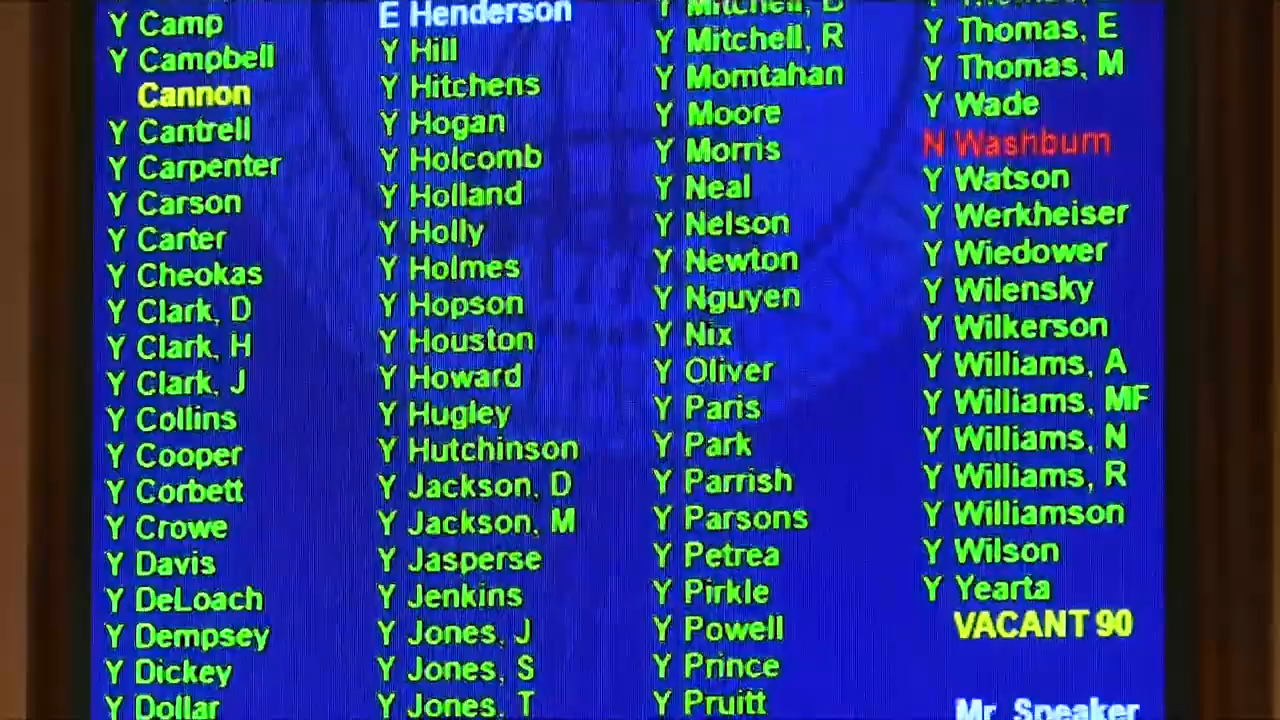 Y Camp
Y Campbell
Cannon
Y Cantrell
Y Carpenter
Y Carson
Y Carter
Y Cheokas
Y Clark, D
Y Clark, H
Y Clark, J
Y Collins
Y Cooper
Y Corbett
Y Crowe
Y Davis
Y DeLoach
Y Dempsey
Y Dickey
Y Dollar
E Henderson
Y Hill
Y Hitchens
Y Hogan
Y Holcomb
Y Holland
Y Holly
Y Holmes
Y Hopson
Y Houston
Y Howard
Y Hugley
Y Hutchinson
Y Jackson, D
Y Jackson, M
Y Jasperse
Y Jenkins
Y Jones, J
Y Jones, S
Y Jones, T
Y Mitchell, B
Y Mitchell, R
Y Momtahan
Y Moore
Y Morris
Y Neal
Y Nelson
Y Newton
Y Nguyen
Y Nix
Y Oliver
Y Paris
Y Park
Y Parrish
Y Parsons
Y Petrea
Y Pirkle
Y Powell
Y Prince
Y Pruitt
Y Thomas, E
Y Thomas, M
Y Wade
N Washburn
Y Watson
Y Werkheiser
Y Wiedower
Y Wilensky
Y Wilkerson
Y Williams, A
Y Williams, MF
Y Williams, N
Y Williams, R
Y Williamson
Y Wilson
Y Yearta
VACANT 90
Mr. Speaker